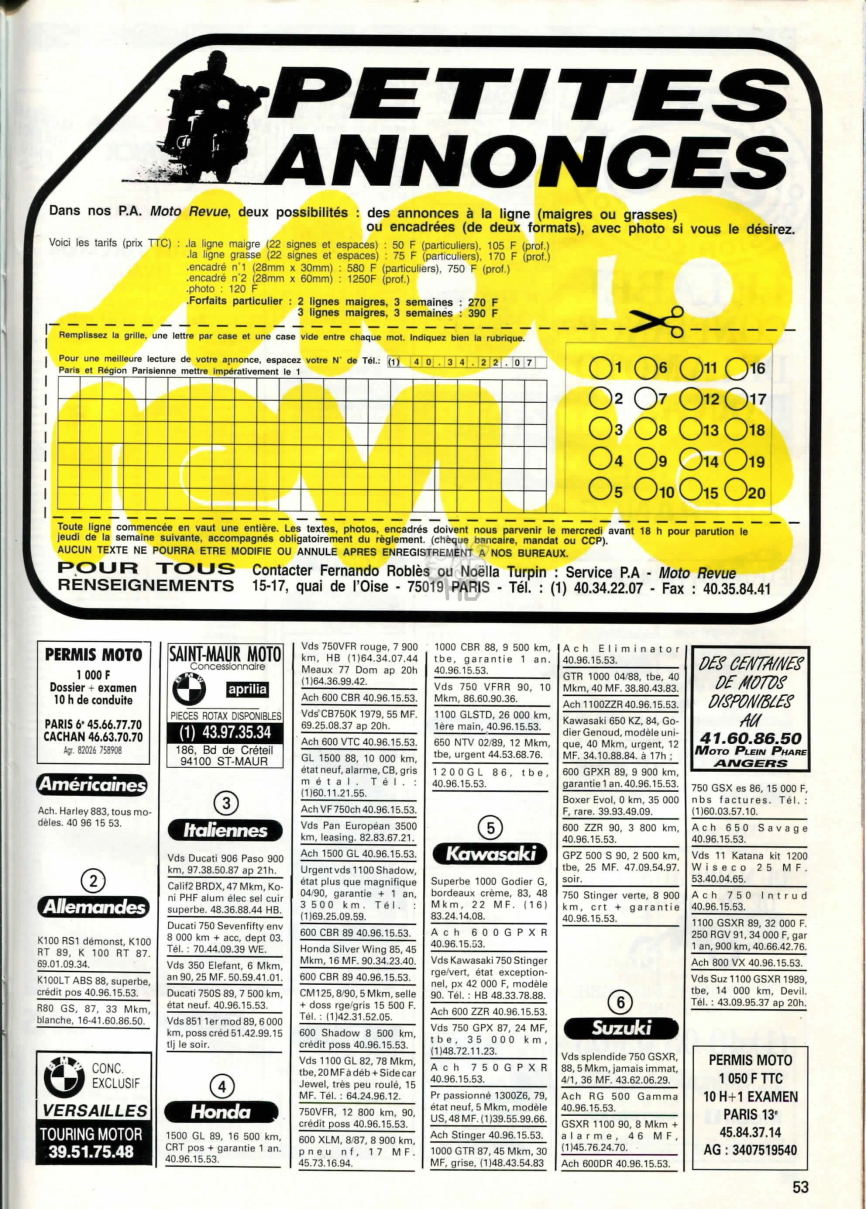 PETITES
ANNONCES
Dans nos P.A. Moto Revue, deux possibilités : des annonces à la ligne (maigres ou grasses)
ou encadrées (de deux formats), avec photo si vous le désirez.
Voici les tarifs (prix TTC) : .la ligne maigre (22 signes et espaces) : 50 F (particuliers), 105 F (prof.)
.la ligne grasse (22 signes et espaces) : 75 F (particuliers), 170 F (prof.)
.encadré n°1 (28mm x 30mm) : 580 F (particuliers), 750 F (prof.)
.encadré n°2 (28mm x 60mm) : 1250F (prof.)
.photo : 120 F
.Forfaits particulier : 2 lignes maigres, 3 semaines : 270 F
3 lignes maigres, 3 semaines : 390 F
moto
revue
Remplissez la grille, une lettre par case et une case vide entre chaque mot. Indiquez bien la rubrique.
Pour une meilleure lecture de votre annonce, espacez votre N° de Tél.: (1) 40.34.22.07
Paris et Région Parisienne mettre impérativement le 1
1 6 11 16
2 7 12 17
3 8 13 18
4 9 14 19
5 10 15 20
Toute ligne commencée en vaut une entière. Les textes, photos, encadrés doivent nous parvenir le mercredi avant 18 h pour parution le
jeudi de la semaine suivante, accompagnés obligatoirement du règlement. (chèque bancaire, mandat ou CCP).
AUCUN TEXTE NE POURRA ETRE MODIFIE OU ANNULE APRES ENREGISTREMENT A NOS BUREAUX.
POUR TOUS
RENSEIGNEMENTS
Contacter Fernando Roblès ou Noëlla Turpin : Service P.A - Moto Revue
15-17, quai de l'Oise - 75019 PARIS - Tél. : (1) 40.34.22.07 - Fax : 40.35.84.41
PERMIS MOTO
1 000 F
Dossier + examen
10 h de conduite
PARIS 6e 45.66.77.70
CACHAN 46.63.70.70
Agr. 82026 758908
Américaines
Ach. Harley 883, tous mo-
dèles. 40 96 15 53.
2
Allemandes
K100 RS1 démonst, K100
RT 89, K 100 RT 87.
69.01.09.34.
K100LT ABS 88, superbe,
crédit pos 40.96.15.53.
R80 GS, 87, 33 Mkm,
blanche, 16-41.60.86.50.
BMW
CONC.
EXCLUSIF
VERSAILLES
TOURING MOTOR
39.51.75.48
SAINT-MAUR MOTO
Concessionnaire
BMW
aprilia
PIECES ROTAX DISPONIBLES
(1) 43.97.35.34
186, Bd de Créteil
94100 ST-MAUR
3
Italiennes
Vds Ducati 906 Paso 900
km, 97.38.50.87 ap 21h.
Calif2 BRDX, 47 Mkm, Ko-
ni PHF alum élec sel cuir
superbe. 48.36.88.44 HB.
Ducati 750 Sevenfifty env
8 000 km + acc, dept 03.
Tél. : 70.44.09.39 WE.
Vds 350 Elefant, 6 Mkm,
an 90, 25 MF. 50.59.41.01.
Ducati 750S 89, 7 500 km,
état neuf. 40.96.15.53.
Vds 851 1er mod 89, 6 000
km, poss créd 51.42.99.15
tlj le soir.
4
Honda
1500 GL 89, 16 500 km,
CRT pos + garantie 1 an.
40.96.15.53.
Vds 750VFR rouge, 7 900
km, HB (1)64.34.07.44
Meaux 77 Dom ap 20h
(1)64.36.99.42.
Ach 600 CBR 40.96.15.53.
Vds CB750K 1979, 55 MF.
69.25.08.37 ap 20h.
Ach 600 VTC 40.96.15.53.
GL 1500 88, 10 000 km,
état neuf, alarme, CB, gris
métal. Tél. :
(1)60.11.21.55.
Ach VF 750ch 40.96.15.53.
Vds Pan Européan 3500
km, leasing. 82.83.67.21.
Ach 1500 GL 40.96.15.53.
Urgent vds 1100 Shadow,
état plus que magnifique
04/90, garantie + 1 an,
3 500 km. Tél. :
(1)69.25.09.59.
600 CBR 89 40.96.15.53.
Honda Silver Wing 85, 45
Mkm, 16 MF. 90.34.23.40.
600 CBR 89 40.96.15.53.
CM125, 8/90, 5 Mkm, selle
+ doss rge/gris 15 500 F.
Tél. : (1)42.31.52.05.
600 Shadow 8 500 km,
crédit poss 40.96.15.53.
Vds 1100 GL 82, 78 Mkm,
tbe, 20 MF à déb + Side car
Jewel, très peu roulé, 15
MF. Tél. : 64.24.96.12.
750VFR, 12 800 km, 90,
crédit poss 40.96.15.53.
600 XLM, 8/87, 8 900 km,
pneu nf, 17 MF.
45.73.16.94.
1000 CBR 88, 9 500 km,
tbe, garantie 1 an.
40.96.15.53.
Vds 750 VFRR 90, 10
Mkm, 86.60.90.36.
1100 GLSTD, 26 000 km,
1ère main, 40.96.15.53.
650 NTV 02/89, 12 Mkm,
tbe, urgent 44.53.68.76.
1200GL 86, tbe,
40.96.15.53.
5
Kawasaki
Superbe 1000 Godier G,
bordeaux crème, 83, 48
Mkm, 22 MF. (16)
83.24.14.08.
Ach 600GPXR
40.96.15.53.
Vds Kawasaki 750 Stinger
rge/vert, état exception-
nel, px 42 000 F, modèle
90. Tél. : HB 48.33.78.88.
Ach 600 ZZR 40.96.15.53.
Vds 750 GPX 87, 24 MF,
tbe, 35 000 km,
(1)48.72.11.23.
Ach 750GPXR
40.96.15.53.
Pr passionné 1300Z6, 79,
état neuf, 5 Mkm, modèle
US, 48 MF. (1)39.55.99.66.
Ach Stinger 40.96.15.53.
1000 GTR 87, 45 Mkm, 30
MF, grise, (1)48.43.54.83
Ach Eliminator
40.96.15.53.
GTR 1000 04/88, tbe, 40
Mkm, 40 MF. 38.80.43.83.
Ach 1100ZZR 40.96.15.53.
Kawasaki 650 KZ, 84, Go-
dier Genoud, modèle uni-
que, 40 Mkm, urgent, 12
MF. 34.10.88.84. à 17h ;
600 GPXR 89, 9 900 km,
garantie 1 an. 40.96.15.53.
Boxer Evol, 0 km, 35 000
F, rare. 39.93.49.09.
600 ZZR 90, 3 800 km,
40.96.15.53.
GPZ 500 S 90, 2 500 km,
tbe, 25 MF. 47.09.54.97.
soir.
750 Stinger verte, 8 900
km, crt + garantie
40.96.15.53.
6
Suzuki
Vds splendide 750 GSXR,
88, 5 Mkm, jamais immat,
4/1, 36 MF. 43.62.06.29.
Ach RG 500 Gamma
40.96.15.53.
GSXR 1100 90, 8 Mkm +
alarme, 46 MF,
(1)45.76.24.70.
Ach 600DR 40.96.15.53.
DES CENTAINES
DE MOTOS
DISPONIBLES
AU
41.60.86.50
MOTO PLEIN PHARE
ANGERS
750 GSX es 86, 15 000 F,
nbs factures. Tél. :
(1)60.03.57.10.
Ach 650 Savage
40.96.15.53.
Vds 11 Katana kit 1200
Wiseco 25 MF.
53.40.04.65.
Ach 750 Intrud
40.96.15.53.
1100 GSXR 89, 32 000 F.
250 RGV 91, 34 000 F, gar
1 an, 900 km, 40.66.42.76.
Ach 800 VX 40.96.15.53.
Vds Suz 1100 GSXR 1989,
tbe, 14 000 km, Devil.
Tél. : 43.09.95.37 ap 20h.
PERMIS MOTO
1 050 F TTC
10 H+1 EXAMEN
PARIS 13e
45.84.37.14
AG : 3407519540
53